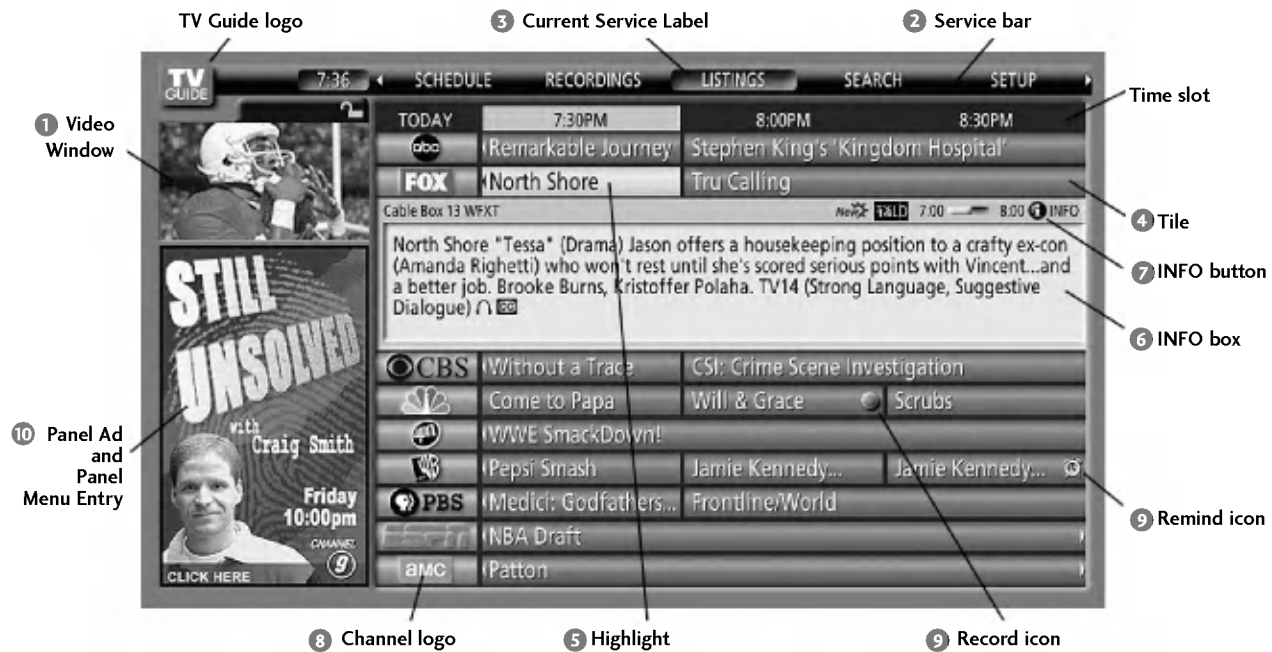 TV Guide logo
3 Current Service Label
2 Service bar
TV
GUIDE
7:36
SCHEDULE RECORDINGS LISTINGS SEARCH SETUP
Time slot
1 Video
Window
TODAY 7:30PM 8:00PM 8:30PM
abc Remarkable Journey Stephen King's 'Kingdom Hospital'
FOX North Shore Tru Calling
4 Tile
Cable Box 13 WFXT New 7:00 8:00 i INFO
7 INFO button
North Shore "Tessa" (Drama) Jason offers a housekeeping position to a crafty ex-con
(Amanda Righetti) who won't rest until she's scored serious points with Vincent...and
a better job. Brooke Burns, Kristoffer Polaha. TV14 (Strong Language, Suggestive
Dialogue) CC
6 INFO box
CBS Without a Trace CSI: Crime Scene Investigation
Come to Papa Will & Grace Scrubs
WWE SmackDown!
Pepsi Smash Jamie Kennedy... Jamie Kennedy...
PBS Medici: Godfathers... Frontline/World
NBA Draft
amc Patton
STILL
UNSOLVED
with
Craig Smith
Friday
10:00pm
CHANNEL
9
CLICK HERE
10 Panel Ad
and
Panel
Menu Entry
9 Remind icon
8 Channel logo
5 Highlight
9 Record icon